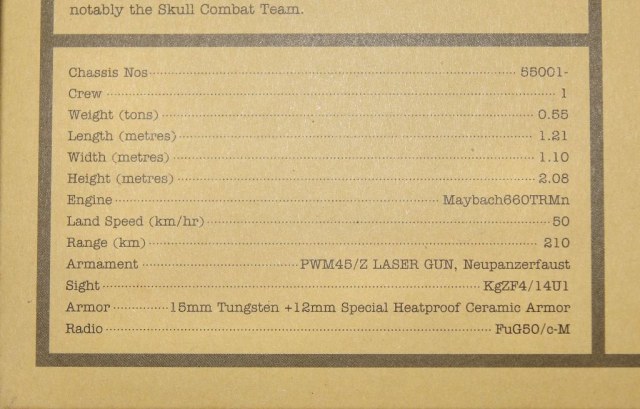 notably the Skull Combat Team.
Chassis Nos 55001-
Crew 1
Weight (tons) 0.55
Length (metres) 1.21
Width (metres) 1.10
Height (metres) 2.08
Engine Maybach660TRMn
Land Speed (km/hr) 50
Range (km) 210
Armament PWM45/Z LASER GUN, Neupanzerfaust
Sight KgZF4/14U1
Armor 15mm Tungsten +12mm Special Heatproof Ceramic Armor
Radio FuG50/c-M